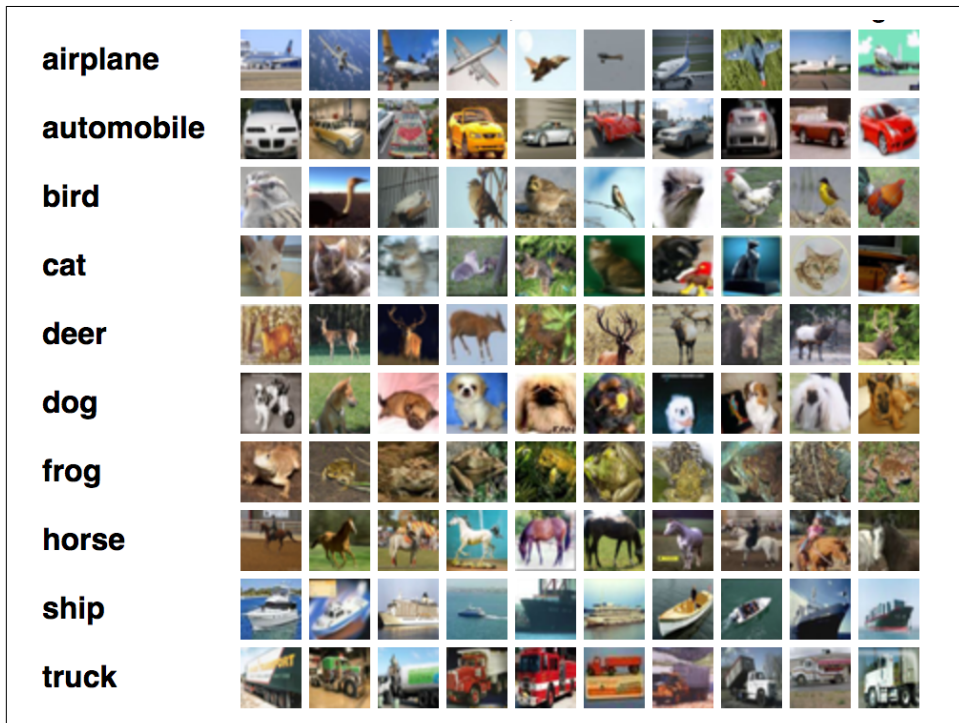 airplane
automobile
bird
cat
deer
dog
frog
horse
ship
truck